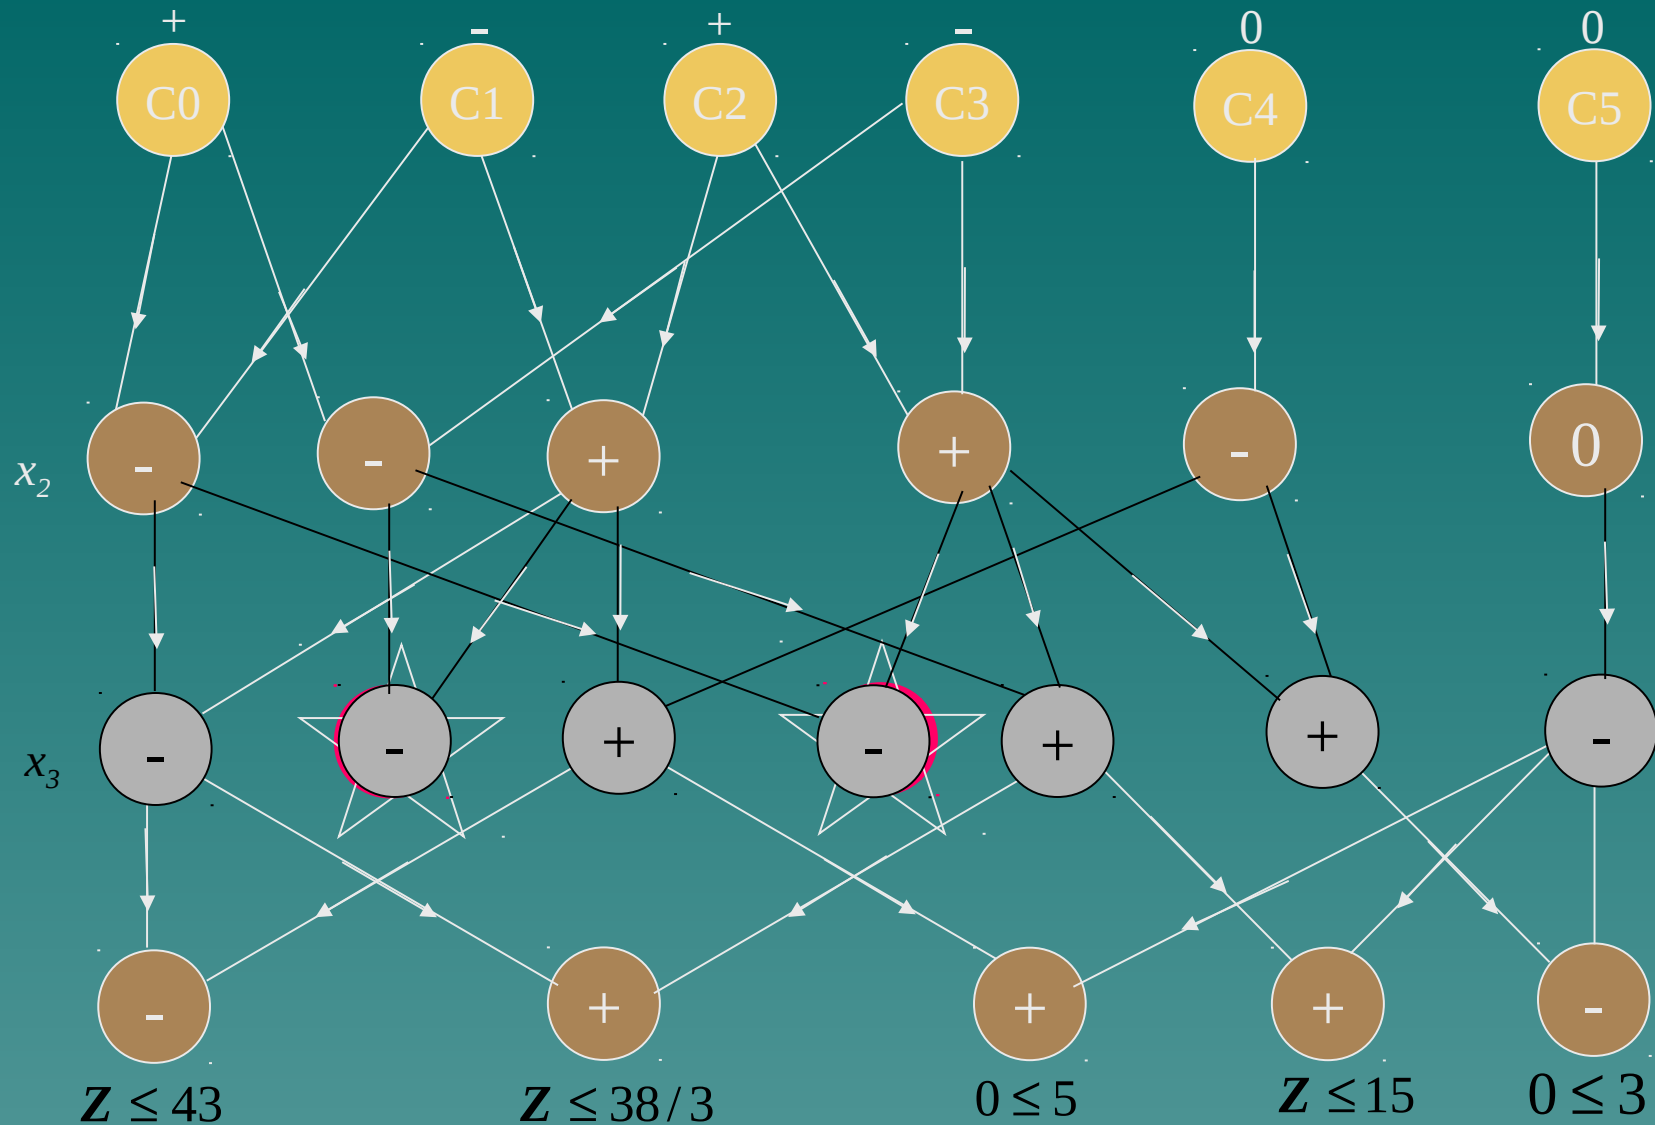 + - + - 0 0
C0 C1 C2 C3 C4 C5
x2 - - + + - 0
x3 - - + - + + -
- + + + -
Z ≤ 43 Z ≤ 38 / 3 0 ≤ 5 Z ≤ 15 0 ≤ 3